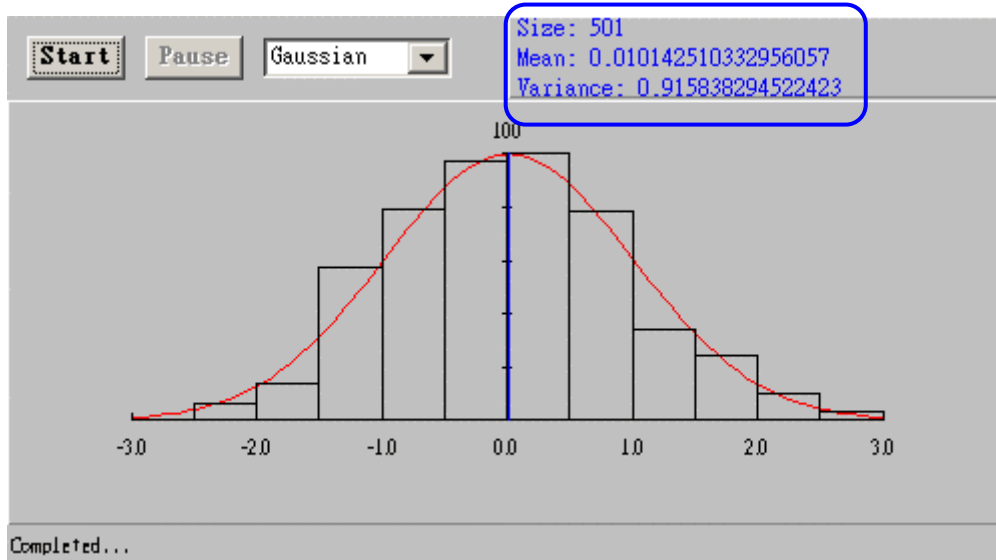 Start Pause Gaussian
Size: 501
Mean: 0.010142510332956057
Variance: 0.915838294522423
100
-3.0 -2.0 -1.0 0.0 1.0 2.0 3.0
Completed...